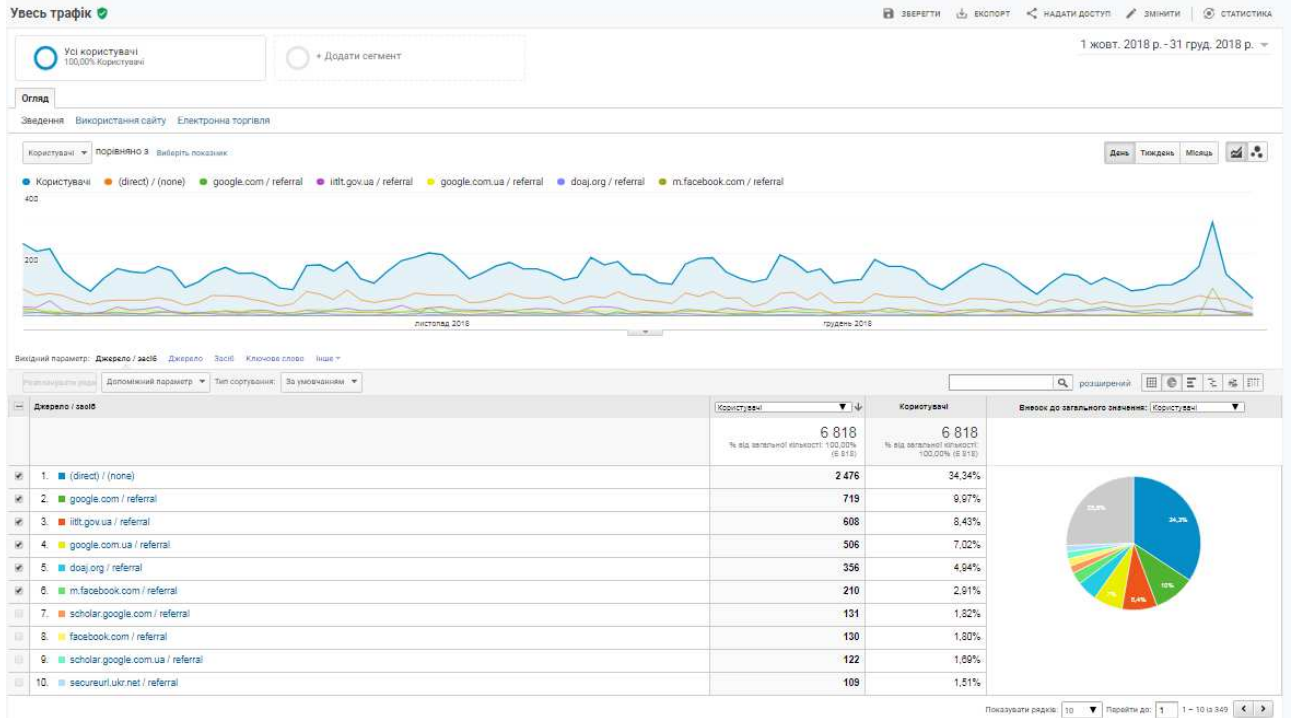 Увесь трафік
ЗБЕРЕГТИ ЕКСПОРТ НАДАТИ ДОСТУП ЗМІНИТИ СТАТИСТИКА
Усі користувачі
100,00% Користувачі
+ Додати сегмент
1 жовт. 2018 р. - 31 груд. 2018 р.
Огляд
Зведення Використання сайту Електронна торгівля
Користувачі порівняно з Виберіть показник
День Тиждень Місяць
Користувачі (direct) / (none) google.com / referral iitlt.gov.ua / referral google.com.ua / referral doaj.org / referral m.facebook.com / referral
400
200
листопад 2018 грудень 2018
Вихідний параметр: Джерело / засіб Джерело Засіб Ключове слово Інше
Розпланувати ряди Допоміжний параметр Тип сортування: За умовчанням розширений
Джерело / засіб Користувачі Користувачі Внесок до загального значення: Користувачі
6 818 6 818
% від загальної кількості: 100,00% (6 818) % від загальної кількості: 100,00% (6 818)
1. (direct) / (none) 2 476 34,34%
2. google.com / referral 719 9,97%
3. iitlt.gov.ua / referral 608 8,43%
4. google.com.ua / referral 506 7,02%
5. doaj.org / referral 356 4,94%
6. m.facebook.com / referral 210 2,91%
7. scholar.google.com / referral 131 1,82%
8. facebook.com / referral 130 1,80%
9. scholar.google.com.ua / referral 122 1,69%
10. secureurl.ukr.net / referral 109 1,51%
34,3%
10%
8,4%
7%
Показувати рядків: 10 Перейти до: 1 1 – 10 із 349